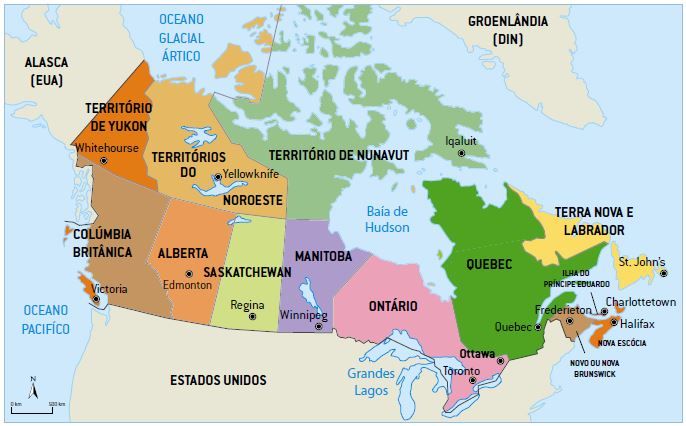 OCEANO
GLACIAL
ÁRTICO
GROENLÂNDIA
(DIN)
ALASCA
(EUA)
TERRITÓRIO
DE YUKON
Whitehourse
TERRITÓRIOS
DO
NOROESTE
Yellowknife
TERRITÓRIO DE NUNAVUT
Iqaluit
Baía de
Hudson
COLÚMBIA
BRITÂNICA
Victoria
ALBERTA
Edmonton
SASKATCHEWAN
Regina
MANITOBA
Winnipeg
ONTÁRIO
Ottawa
Toronto
QUEBEC
Quebec
TERRA NOVA E
LABRADOR
St. John's
ILHA DO
PRÍNCIPE EDUARDO
Charlottetown
Frederieton
Halifax
NOVA ESCÓCIA
NOVO OU NOVA
BRUNSWICK
OCEANO
PACIFÍCO
ESTADOS UNIDOS
Grandes
Lagos
N
0 km
500 km